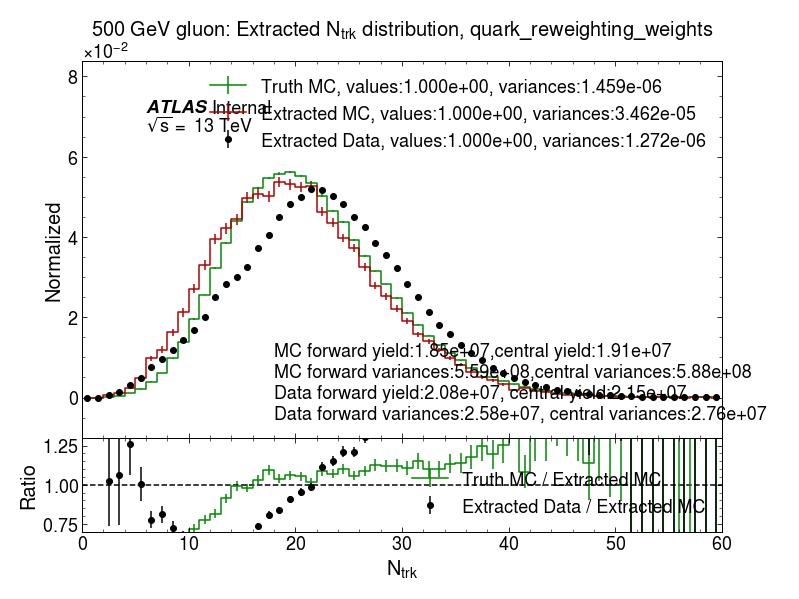 500 GeV gluon: Extracted N_trk distribution, quark_reweighting_weights
×10⁻²
Truth MC, values:1.000e+00, variances:1.459e-06
ATLAS Internal
Extracted MC, values:1.000e+00, variances:3.462e-05
√s = 13 TeV
Extracted Data, values:1.000e+00, variances:1.272e-06
8
6
4
2
0
Normalized
MC forward yield:1.85e+07,central yield:1.91e+07
MC forward variances:5.59e+08,central variances:5.88e+08
Data forward yield:2.08e+07, central yield:2.15e+07
Data forward variances:2.58e+07, central variances:2.76e+07
1.25
1.00
0.75
Ratio
Truth MC / Extracted MC
Extracted Data / Extracted MC
0 10 20 30 40 50 60
N_trk